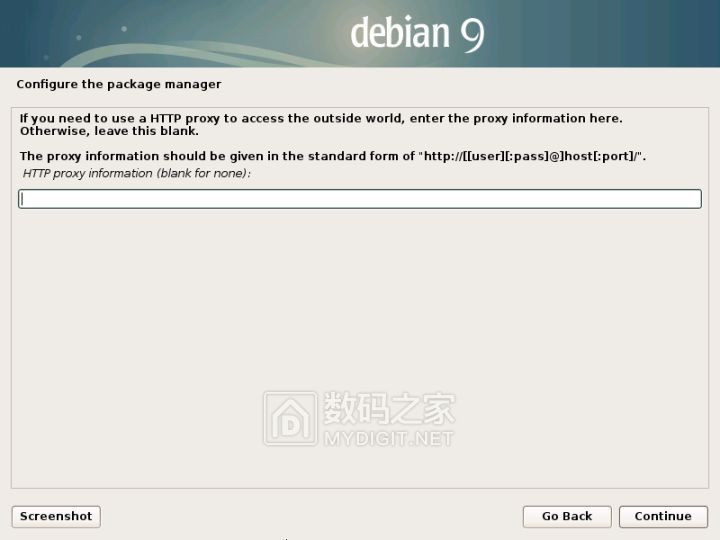 debian 9
Configure the package manager
If you need to use a HTTP proxy to access the outside world, enter the proxy information here.
Otherwise, leave this blank.
The proxy information should be given in the standard form of "http://[[user][:pass]@]host[:port]/".
HTTP proxy information (blank for none):
数码之家
MYDIGIT.NET
Screenshot
Go Back
Continue